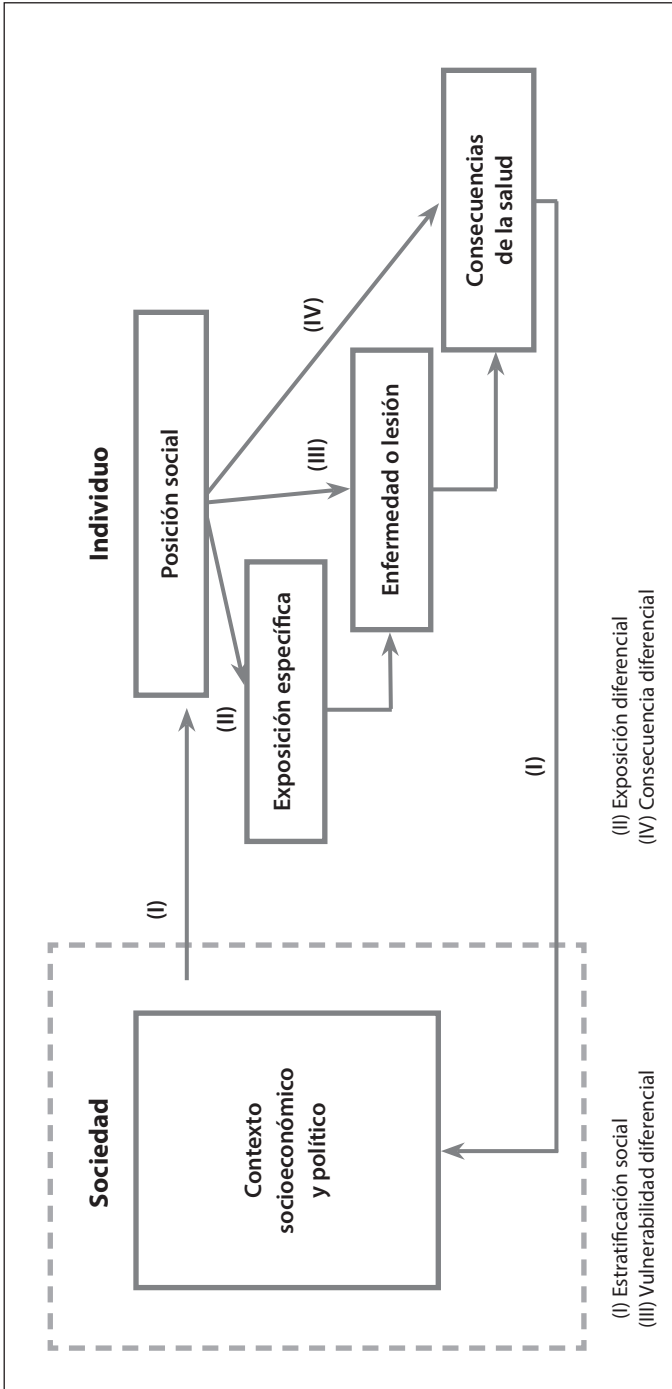 Sociedad
Individuo
Contexto
socioeconómico
y político
(I)
Posición social
(II)
(III)
(IV)
Exposición específica
Enfermedad o lesión
Consecuencias
de la salud
(I)
(I) Estratificación social
(II) Exposición diferencial
(III) Vulnerabilidad diferencial
(IV) Consecuencia diferencial